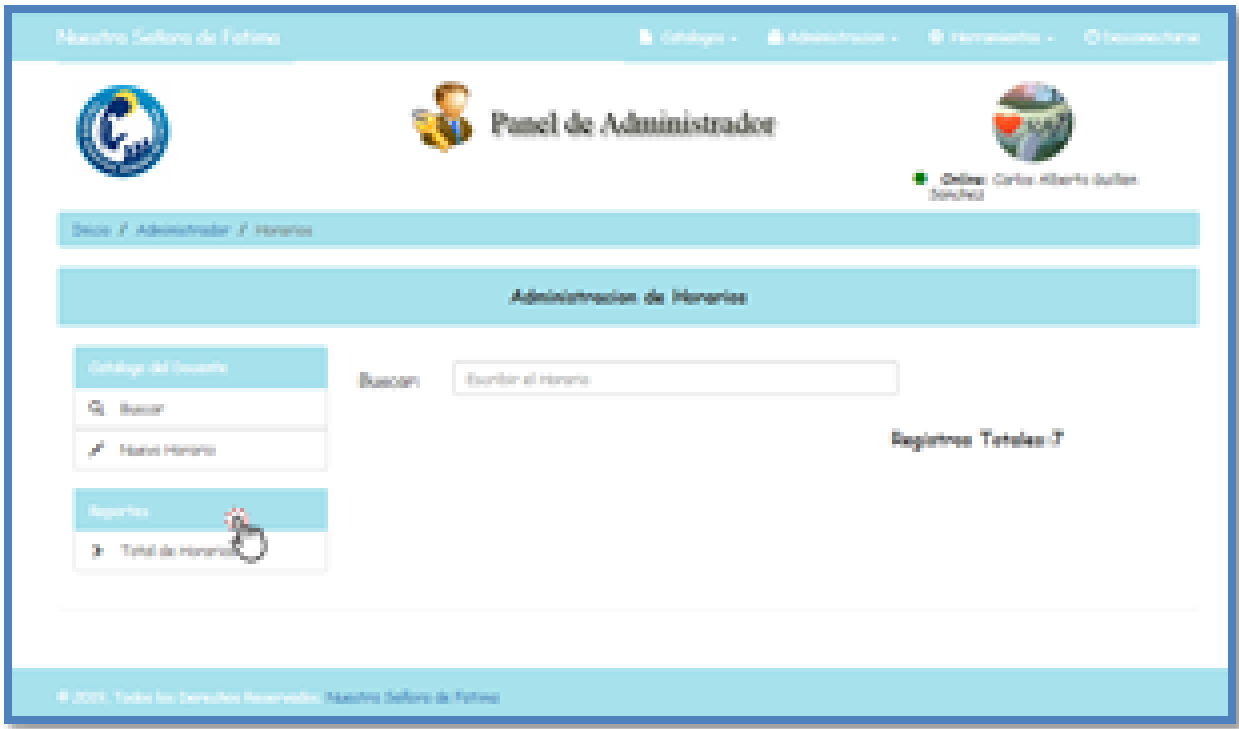 Nuestra Señora de Fatima
Catalogos
Administracion
Herramientas
Desconectarse
Panel de Administrador
Online: Carlos Alberto Guillen
Sanchez
Inicio / Administrador / Horarios
Administracion de Horarios
Catalogo del Docente
Buscar: Escribir el Horario
Buscar
Nuevo Horario
Registros Totales:7
Reportes
Total de Horarios
Todos los Derechos Reservados. Nuestra Señora de Fatima